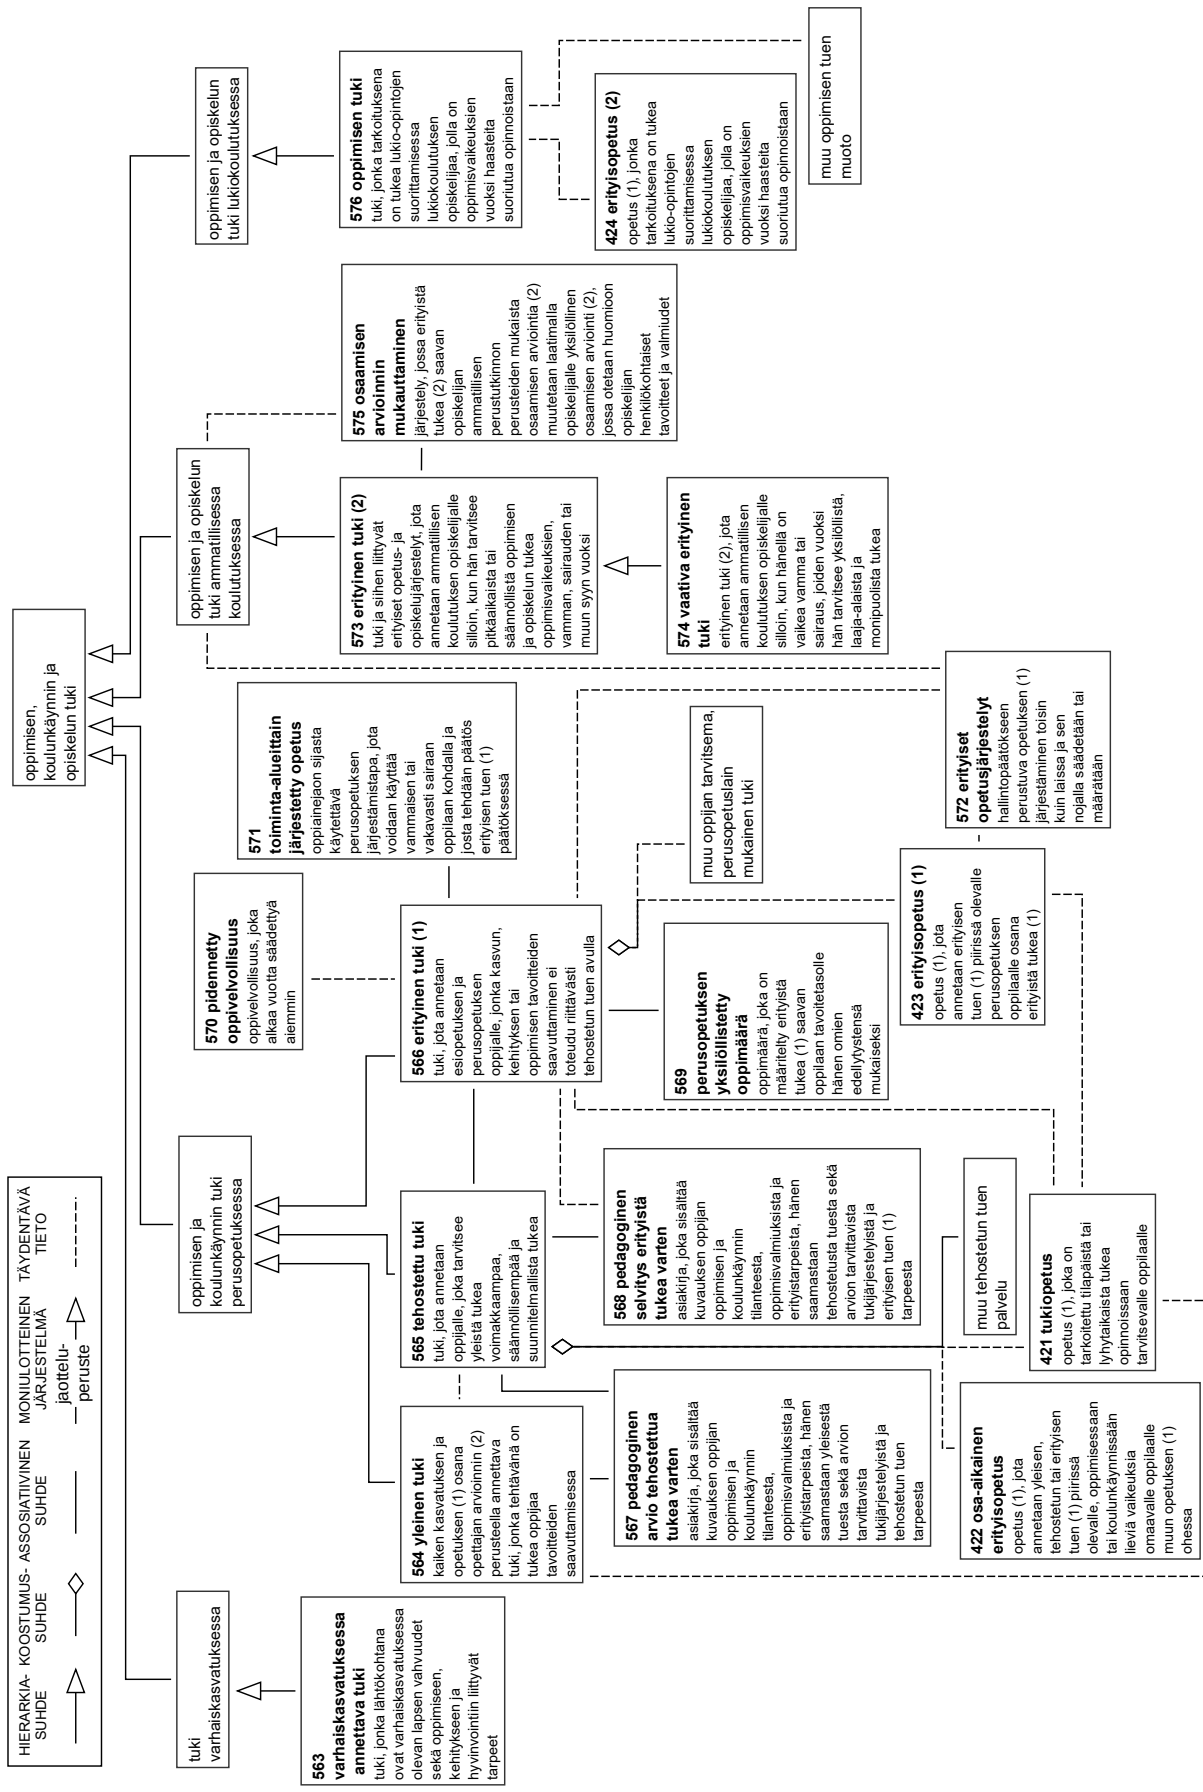 HIERARKIA-
SUHDE
KOOSTUMUS-
SUHDE
ASSOSIATIIVINEN
SUHDE
MONIULOTTEINEN
JÄRJESTELMÄ
jaottelu-
peruste
TÄYDENTÄVÄ
TIETO
oppimisen,
koulunkäynnin ja
opiskelun tuki
tuki
varhaiskasvatuksessa
563
varhaiskasvatuksessa
annettava tuki
tuki, jonka lähtökohtana
ovat varhaiskasvatuksessa
olevan lapsen vahvuudet
sekä oppimiseen,
kehitykseen ja
hyvinvointiin liittyvät
tarpeet
oppimisen ja
koulunkäynnin tuki
perusopetuksessa
564 yleinen tuki
kaiken kasvatuksen ja
opetuksen (1) osana
opettajan arvioinnin (2)
perusteella annettava
tuki, jonka tehtävänä on
tukea oppijaa
tavoitteiden
saavuttamisessa
565 tehostettu tuki
tuki, jota annetaan
oppijalle, joka tarvitsee
yleistä tukea
voimakkaampaa,
säännöllisempää ja
suunnitelmallista tukea
566 erityinen tuki (1)
tuki, jota annetaan
esiopetuksen ja
perusopetuksen
oppijalle, jonka kasvun,
kehityksen tai
oppimisen tavoitteiden
saavuttaminen ei
toteudu riittävästi
tehostetun tuen avulla
570 pidennetty
oppivelvollisuus
oppivelvollisuus, joka
alkaa vuotta säädettyä
aiemmin
571
toiminta-alueittain
järjestetty opetus
oppiainejaon sijasta
käytettävä
perusopetuksen
järjestämistapa, jota
voidaan käyttää
vammaisen tai
vakavasti sairaan
oppilaan kohdalla ja
josta tehdään päätös
erityisen tuen (1)
päätöksessä
567 pedagoginen
arvio tehostettua
tukea varten
asiakirja, joka sisältää
kuvauksen oppijan
oppimisen ja
koulunkäynnin
tilanteesta,
oppimisvalmiuksista ja
erityistarpeista, hänen
saamastaan yleisestä
tuesta sekä arvion
tarvittavista
tukijärjestelyistä ja
tehostetun tuen
tarpeesta
568 pedagoginen
selvitys erityistä
tukea varten
asiakirja, joka sisältää
kuvauksen oppijan
oppimisen ja
koulunkäynnin
tilanteesta,
oppimisvalmiuksista ja
erityistarpeista, hänen
saamastaan
tehostetusta tuesta sekä
arvion tarvittavista
tukijärjestelyistä ja
erityisen tuen (1)
tarpeesta
569
perusopetuksen
yksilöllistetty
oppimäärä
oppimäärä, joka on
määritelty erityistä
tukea (1) saavan
oppilaan tavoitetasolle
hänen omien
edellytystensä
mukaiseksi
muu oppijan tarvitsema,
perusopetuslain
mukainen tuki
422 osa-aikainen
erityisopetus
opetus (1), jota
annetaan yleisen,
tehostetun tai erityisen
tuen (1) piirissä
olevalle, oppimisessaan
tai koulunkäynnissään
lieviä vaikeuksia
omaavalle oppilaalle
muun opetuksen (1)
ohessa
421 tukiopetus
opetus (1), joka on
tarkoitettu tilapäistä tai
lyhytaikaista tukea
opinnoissaan
tarvitsevalle oppilaalle
muu tehostetun tuen
palvelu
423 erityisopetus (1)
opetus (1), jota
annetaan erityisen
tuen (1) piirissä olevalle
perusopetuksen
oppilaalle osana
erityistä tukea (1)
572 erityiset
opetusjärjestelyt
hallintopäätökseen
perustuva opetuksen (1)
järjestäminen toisin
kuin laissa ja sen
nojalla säädetään tai
määrätään
oppimisen ja opiskelun
tuki ammatillisessa
koulutuksessa
573 erityinen tuki (2)
tuki ja siihen liittyvät
erityiset opetus- ja
opiskelujärjestelyt, jota
annetaan ammatillisen
koulutuksen opiskelijalle
silloin, kun hän tarvitsee
pitkäikaista tai
säännöllistä oppimisen
ja opiskelun tukea
oppimisvaikeuksien,
vamman, sairauden tai
muun syyn vuoksi
574 vaativa erityinen
tuki
erityinen tuki (2), jota
annetaan ammatillisen
koulutuksen opiskelijalle
silloin, kun hänellä on
vaikea vamma tai
sairaus, joiden vuoksi
hän tarvitsee yksilöllistä,
laaja-alaista ja
monipuolista tukea
575 osaamisen
arvioinnin
mukauttaminen
järjestely, jossa erityistä
tukea (2) saavan
opiskelijan
ammatillisen
perustutkinnon
perusteiden mukaista
osaamisen arviointia (2)
muutetaan laatimalla
opiskelijalle yksilöllinen
osaamisen arviointi (2),
jossa otetaan huomioon
opiskelijan
henkilökohtaiset
tavoitteet ja valmiudet
oppimisen ja opiskelun
tuki lukiokoulutuksessa
576 oppimisen tuki
tuki, jonka tarkoituksena
on tukea lukio-opintojen
suorittamisessa
lukiokoulutuksen
opiskelijaa, jolla on
oppimisvaikeuksien
vuoksi haasteita
suoriutua opinnoistaan
424 erityisopetus (2)
opetus (1), jonka
tarkoituksena on tukea
lukio-opintojen
suorittamisessa
lukiokoulutuksen
opiskelijaa, jolla on
oppimisvaikeuksien
vuoksi haasteita
suoriutua opinnoistaan
muu oppimisen tuen
muoto